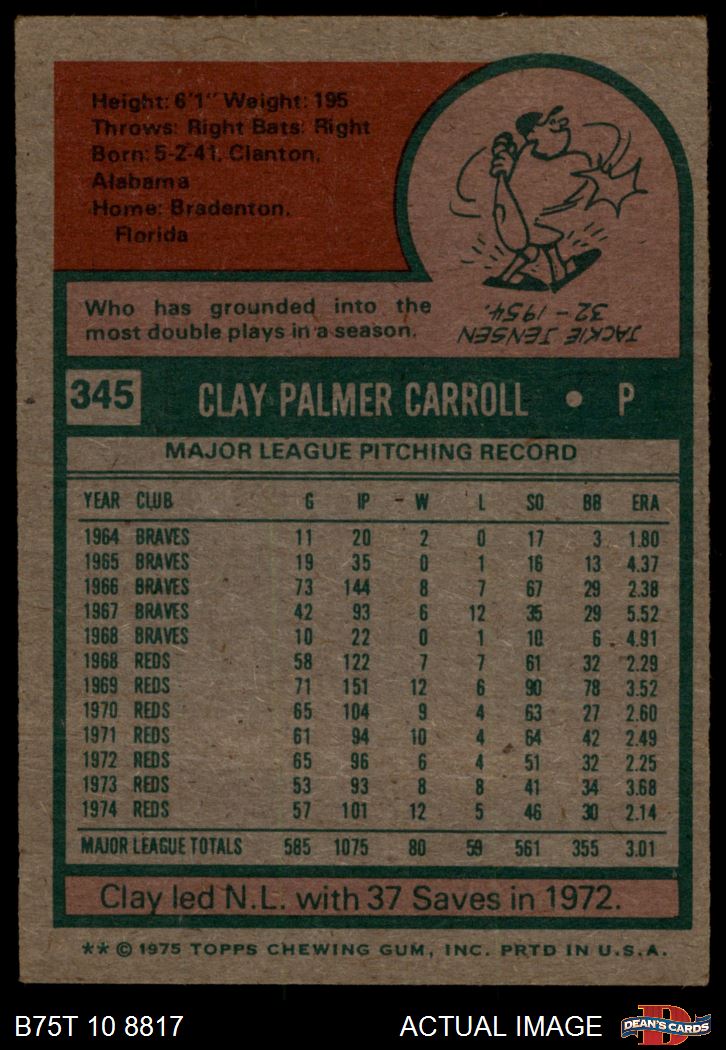 Height: 6'1" Weight: 195
Throws: Right Bats: Right
Born: 5-2-41, Clanton,
Alabama
Home: Bradenton,
Florida
Who has grounded into the
most double plays in a season.
JACKIE JENSEN
32 - 1954.
345 CLAY PALMER CARROLL • P
MAJOR LEAGUE PITCHING RECORD
YEAR CLUB G IP W L SO BB ERA
1964 BRAVES 11 20 2 0 17 3 1.80
1965 BRAVES 19 35 0 1 16 13 4.37
1966 BRAVES 73 144 8 7 67 29 2.38
1967 BRAVES 42 93 6 12 35 29 5.52
1968 BRAVES 10 22 0 1 10 6 4.91
1968 REDS 58 122 7 7 61 32 2.29
1969 REDS 71 151 12 6 90 78 3.52
1970 REDS 65 104 9 4 63 27 2.60
1971 REDS 61 94 10 4 64 42 2.49
1972 REDS 65 96 6 4 51 32 2.25
1973 REDS 53 93 8 8 41 34 3.68
1974 REDS 57 101 12 5 46 30 2.14
MAJOR LEAGUE TOTALS 585 1075 80 59 561 355 3.01
Clay led N.L. with 37 Saves in 1972.
** © 1975 TOPPS CHEWING GUM, INC. PRTD IN U.S.A.
B75T 10 8817 ACTUAL IMAGE D DEAN'S CARDS